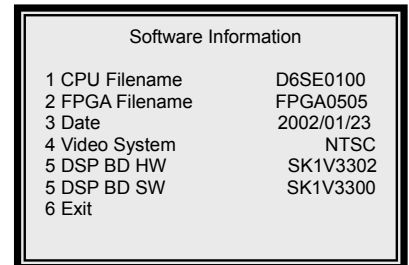 Software Information
1 CPU Filename D6SE0100
2 FPGA Filename FPGA0505
3 Date 2002/01/23
4 Video System NTSC
5 DSP BD HW SK1V3302
5 DSP BD SW SK1V3300
6 Exit